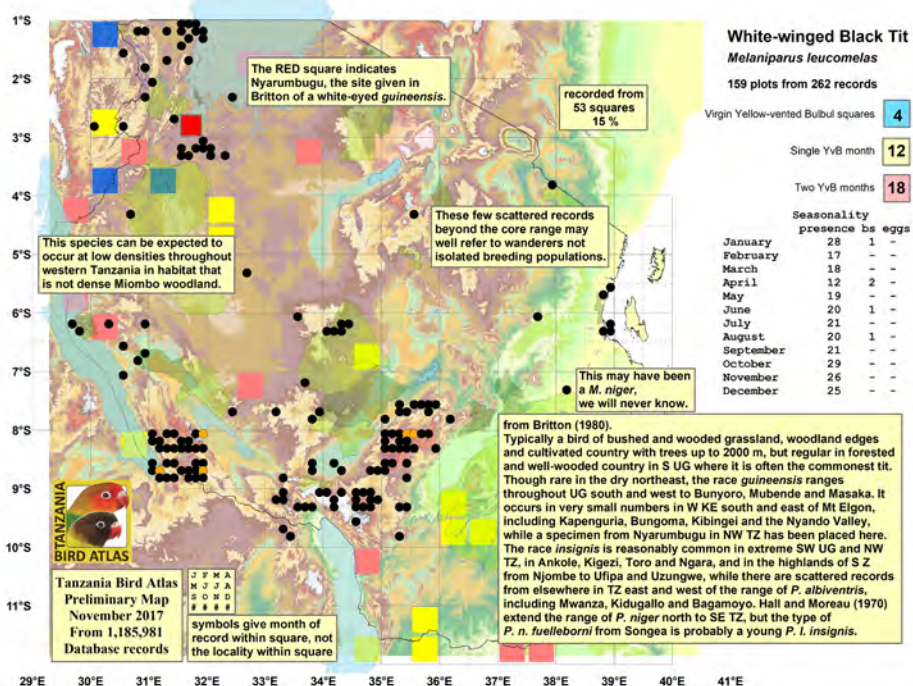 1°S
2°S
3°S
4°S
5°S
6°S
7°S
8°S
9°S
10°S
11°S
29°E 30°E 31°E 32°E 33°E 34°E 35°E 36°E 37°E 38°E 39°E 40°E 41°E
The RED square indicates
Nyarumbugu, the site given in
Britton of a white-eyed guineensis.
recorded from
53 squares
15 %
These few scattered records
beyond the core range may
well refer to wanderers not
isolated breeding populations.
This species can be expected to
occur at low densities throughout
western Tanzania in habitat that
is not dense Miombo woodland.
This may have been
a M. niger,
we will never know.
White-winged Black Tit
Melaniparus leucomelas
159 plots from 262 records
Virgin Yellow-vented Bulbul squares 4
Single YvB month 12
Two YvB months 18
Seasonality
presence bs eggs
January 28 1 -
February 17 - -
March 18 - -
April 12 2 -
May 19 - -
June 20 1 -
July 21 - -
August 20 1 -
September 21 - -
October 29 - -
November 26 - -
December 25 - -
from Britton (1980).
Typically a bird of bushed and wooded grassland, woodland edges
and cultivated country with trees up to 2000 m, but regular in forested
and well-wooded country in S UG where it is often the commonest tit.
Though rare in the dry northeast, the race guineensis ranges
throughout UG south and west to Bunyoro, Mubende and Masaka. It
occurs in very small numbers in W KE south and east of Mt Elgon,
including Kapenguria, Bungoma, Kibingei and the Nyando Valley,
while a specimen from Nyarumbugu in NW TZ has been placed here.
The race insignis is reasonably common in extreme SW UG and NW
TZ, in Ankole, Kigezi, Toro and Ngara, and in the highlands of S Z
from Njombe to Ufipa and Uzungwe, while there are scattered records
from elsewhere in TZ east and west of the range of P. albiventris,
including Mwanza, Kidugallo and Bagamoyo. Hall and Moreau (1970)
extend the range of P. niger north to SE TZ, but the type of
P. n. fuelleborni from Songea is probably a young P. l. insignis.
TANZANIA
BIRD ATLAS
Tanzania Bird Atlas
Preliminary Map
November 2017
From 1,185,981
Database records
J F M A
M J J A
S O N D
# # # #
symbols give month of
record within square, not
the locality within square